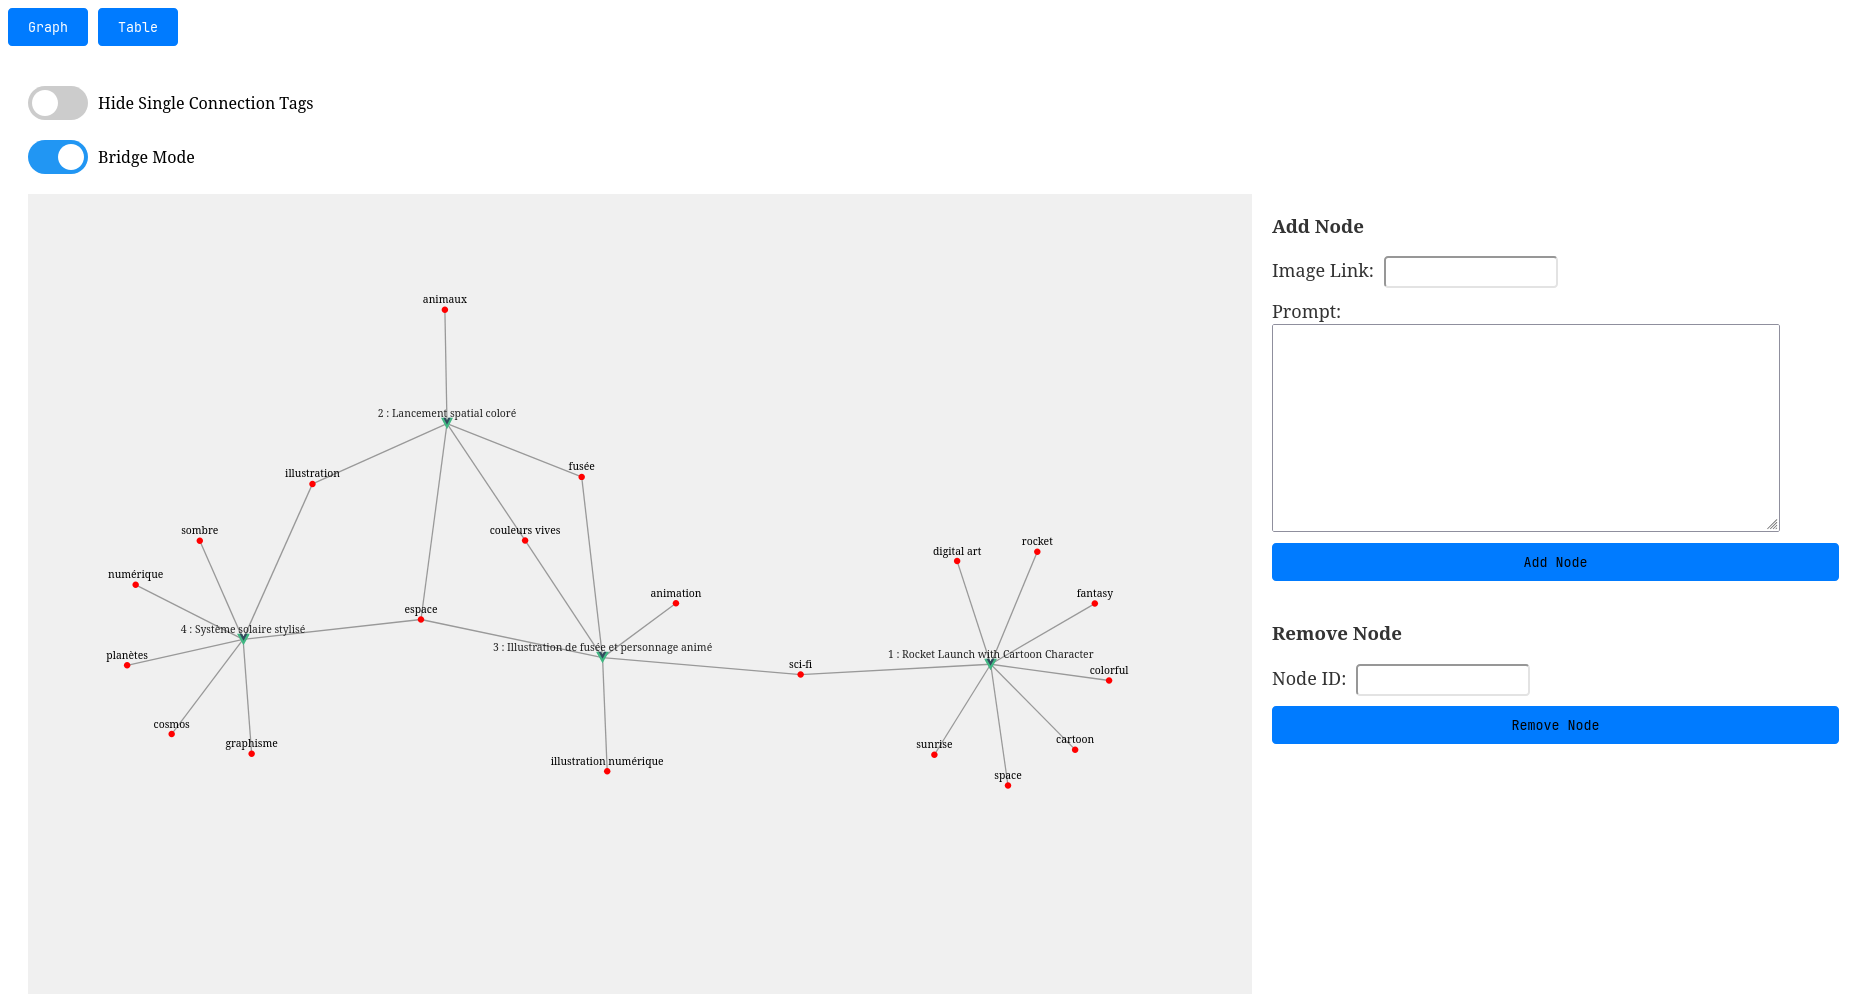 Graph
Table
Hide Single Connection Tags
Bridge Mode
animaux
2 : Lancement spatial coloré
illustration
fusée
sombre
couleurs vives
numérique
espace
animation
4 : Système solaire stylisé
planètes
3 : Illustration de fusée et personnage animé
sci-fi
cosmos
graphisme
illustration numérique
digital art
rocket
fantasy
1 : Rocket Launch with Cartoon Character
colorful
sunrise
cartoon
space
Add Node
Image Link:
Prompt:
Add Node
Remove Node
Node ID:
Remove Node